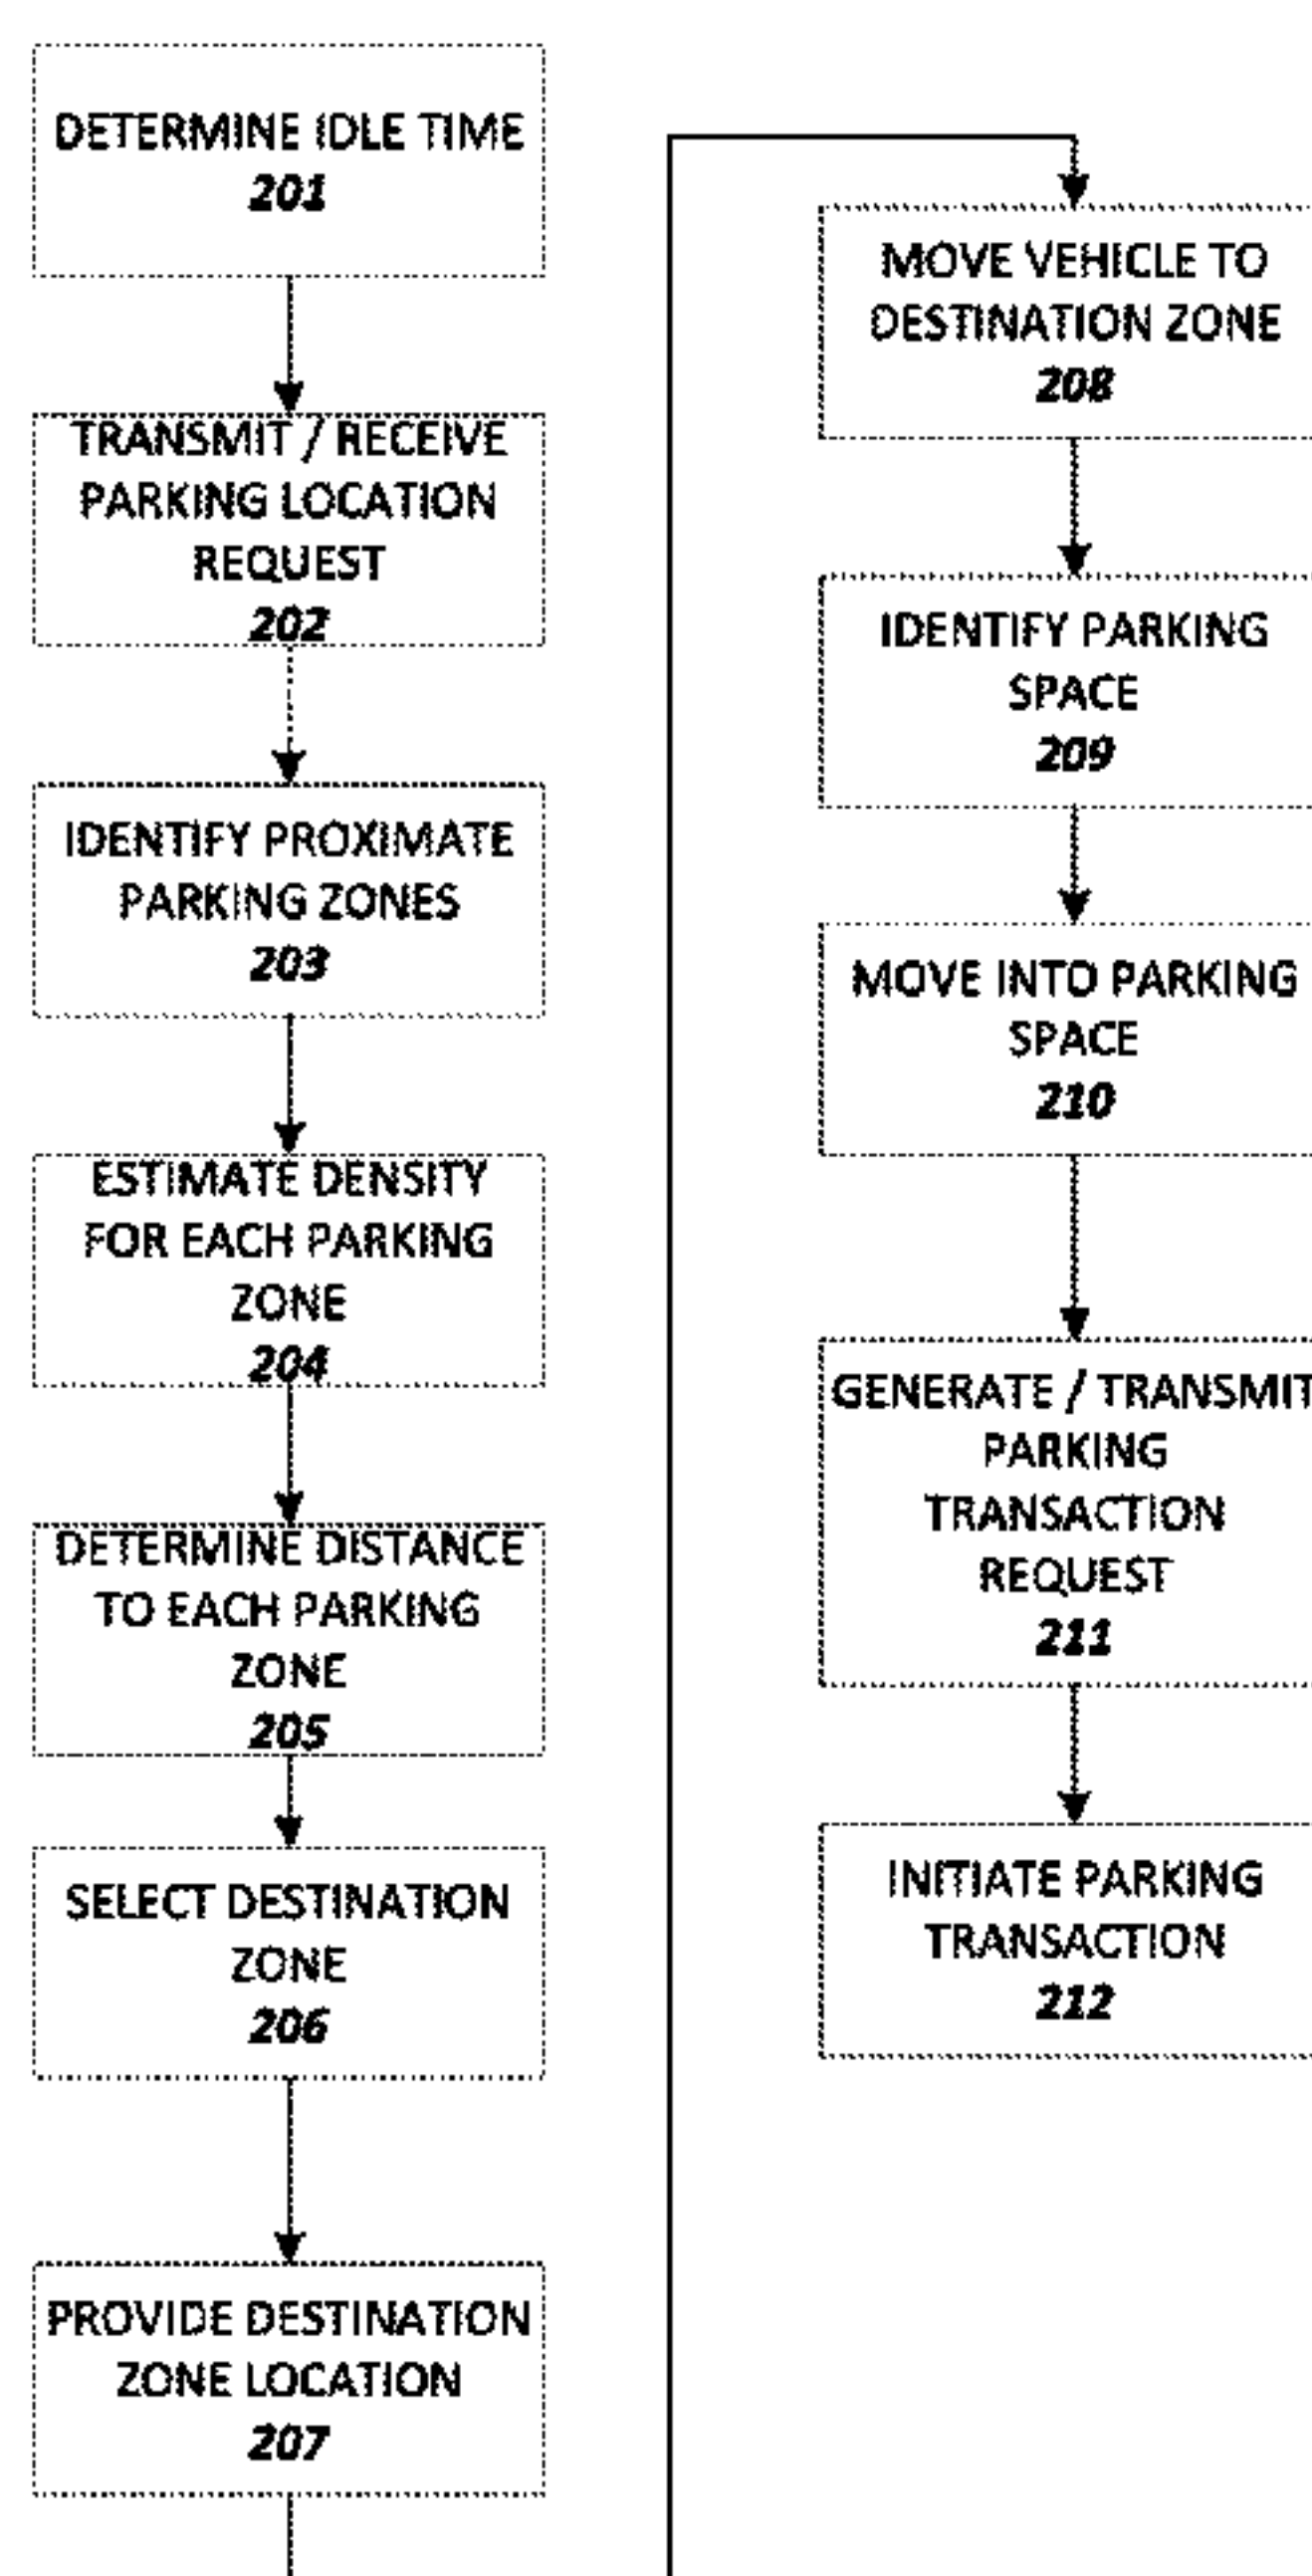 DETERMINE IDLE TIME
201
TRANSMIT / RECEIVE
PARKING LOCATION
REQUEST
202
IDENTIFY PROXIMATE
PARKING ZONES
203
ESTIMATE DENSITY
FOR EACH PARKING
ZONE
204
DETERMINE DISTANCE
TO EACH PARKING
ZONE
205
SELECT DESTINATION
ZONE
206
PROVIDE DESTINATION
ZONE LOCATION
207
MOVE VEHICLE TO
DESTINATION ZONE
208
IDENTIFY PARKING
SPACE
209
MOVE INTO PARKING
SPACE
210
GENERATE / TRANSMIT
PARKING
TRANSACTION
REQUEST
211
INITIATE PARKING
TRANSACTION
212